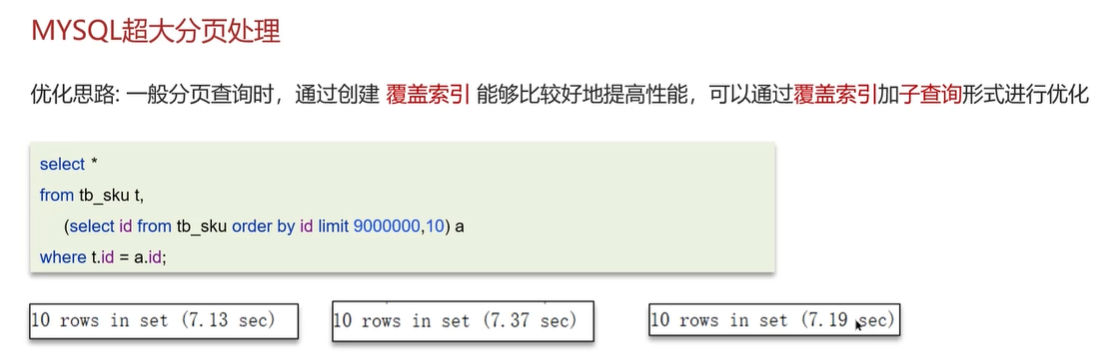 MYSQL超大分页处理
优化思路: 一般分页查询时，通过创建 覆盖索引 能够比较好地提高性能，可以通过覆盖索引加子查询形式进行优化
select *
from tb_sku t,
(select id from tb_sku order by id limit 9000000,10) a
where t.id = a.id;
10 rows in set (7.13 sec)
10 rows in set (7.37 sec)
10 rows in set (7.19 sec)